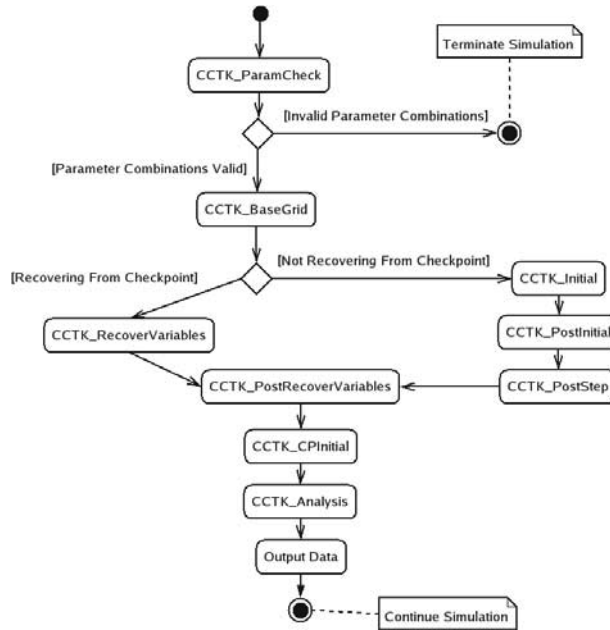 Terminate Simulation
CCTK_ParamCheck
[Invalid Parameter Combinations]
[Parameter Combinations Valid]
CCTK_BaseGrid
[Recovering From Checkpoint]
[Not Recovering From Checkpoint]
CCTK_Initial
CCTK_RecoverVariables
CCTK_PostInitial
CCTK_PostRecoverVariables
CCTK_PostStep
CCTK_CPInitial
CCTK_Analysis
Output Data
Continue Simulation